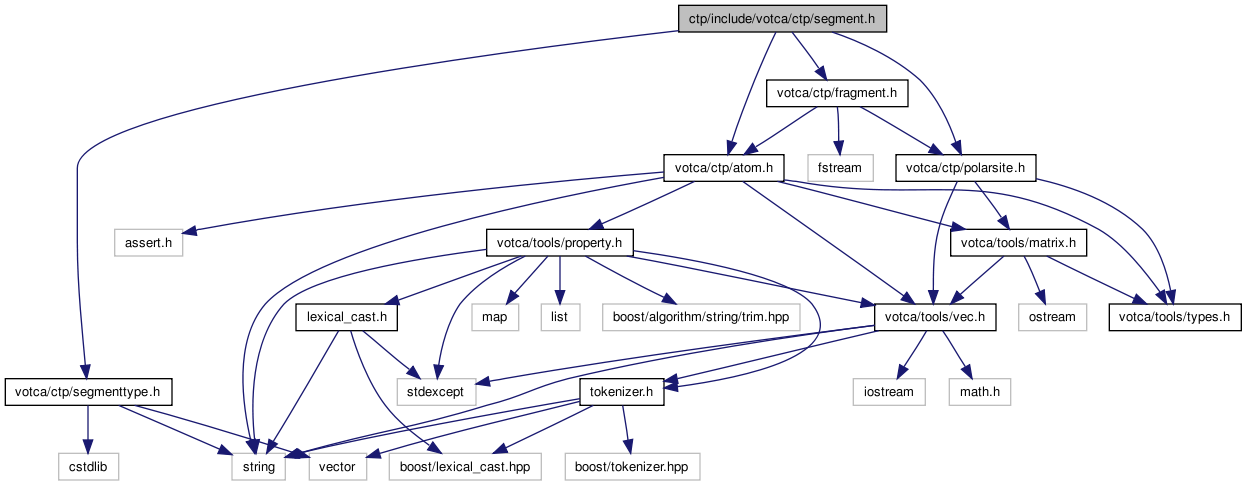 ctp/include/votca/ctp/segment.h
votca/ctp/fragment.h
votca/ctp/atom.h
fstream
votca/ctp/polarsite.h
assert.h
votca/tools/property.h
votca/tools/matrix.h
lexical_cast.h
map
list
boost/algorithm/string/trim.hpp
votca/tools/vec.h
ostream
votca/tools/types.h
votca/ctp/segmenttype.h
stdexcept
tokenizer.h
iostream
math.h
cstdlib
string
vector
boost/lexical_cast.hpp
boost/tokenizer.hpp